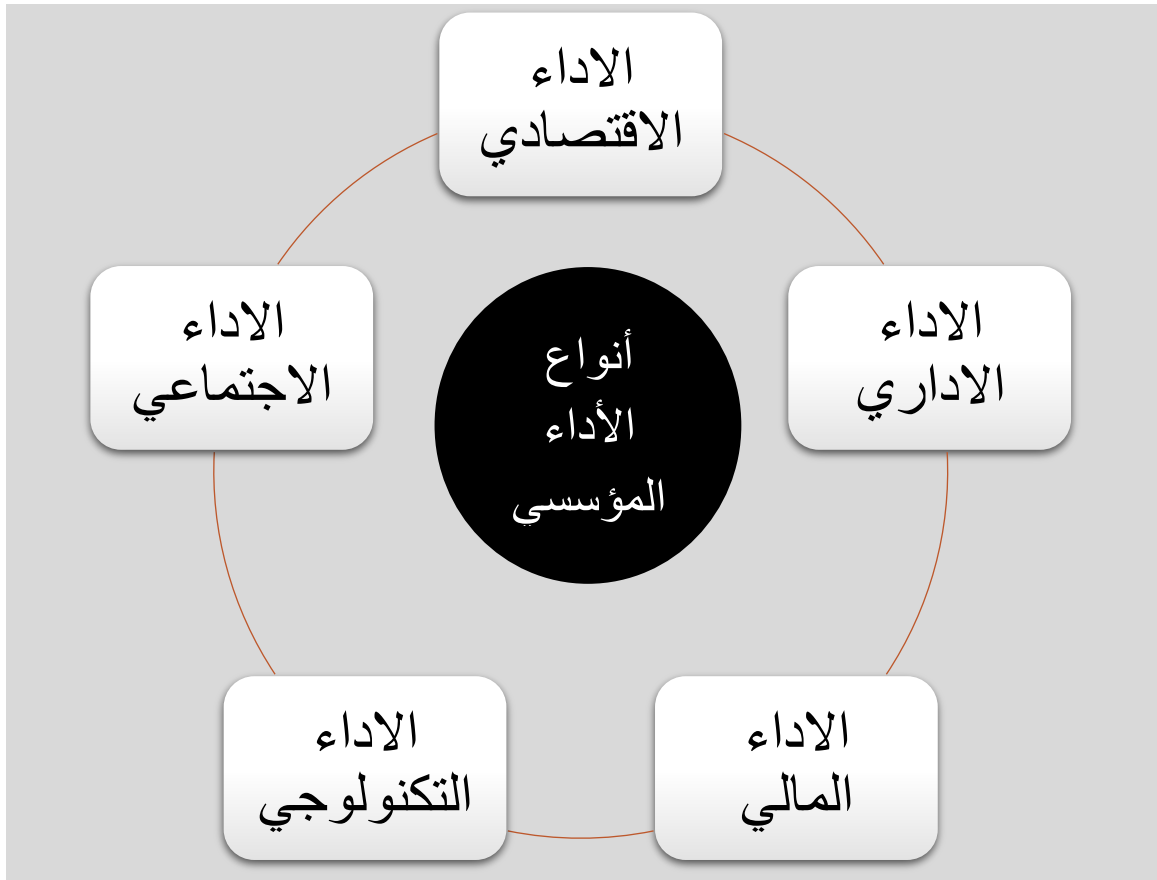 الاداء
الاقتصادي
الاداء
الاداري
الاداء
المالي
الاداء
التكنولوجي
الاداء
الاجتماعي
أنواع
الأداء
المؤسسي